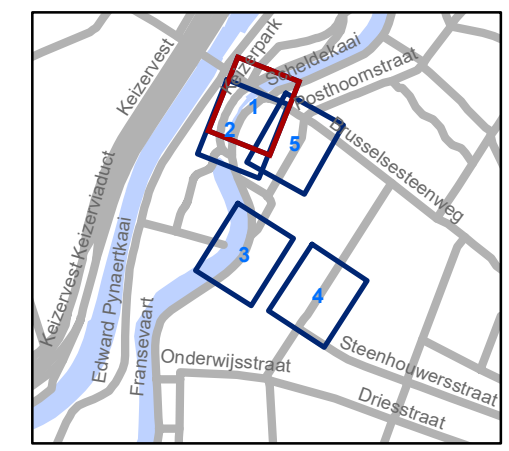 Keizervest
Keizerpark
Scheldekaai
Posthoornstraat
1
2
5
Brusselsesteenweg
Keizervest
Keizerviaduct
Edward Pynaertkaai
Fransevaart
3
4
Onderwijsstraat
Steenhouwersstraat
Driesstraat